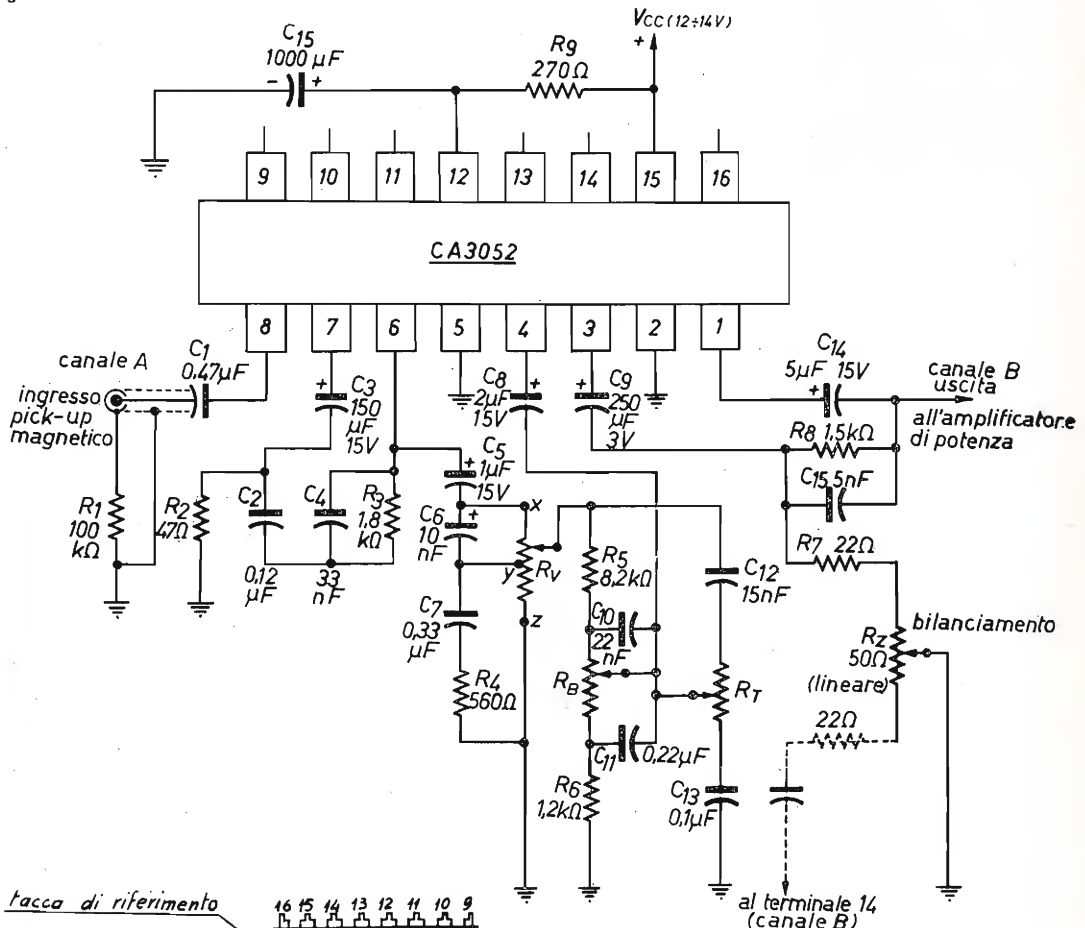 VCC (12÷14V)
+
C15
1000 µF
- +
R9
270Ω
9 10 11 12 13 14 15 16
CA3052
8 7 6 5 4 3 2 1
canale A
ingresso
pick-up
magnetico
C1
0,47µF
R1
100
kΩ
R2
47Ω
C3
150
µF
15V
+
C2
0,12
µF
C4
33
nF
R3
1,8
kΩ
C5
1µF
15V
+
C6
10
nF
+
x
y
z
RV
C7
0,33
µF
R4
560Ω
C8
2µF
15V
+
C9
250
µF
3V
+
R5
8,2kΩ
C10
22
nF
RB
C11
0,22µF
R6
1,2kΩ
C12
15nF
RT
C13
0,1µF
C14
5µF 15V
+
canale B
uscita
all'amplificatore
di potenza
R8 1,5kΩ
C15,5nF
R7 22Ω
bilanciamento
RZ
50Ω
(lineare)
22Ω
al terminale 14
(canale B)
tacca di riferimento
16 15 14 13 12 11 10 9